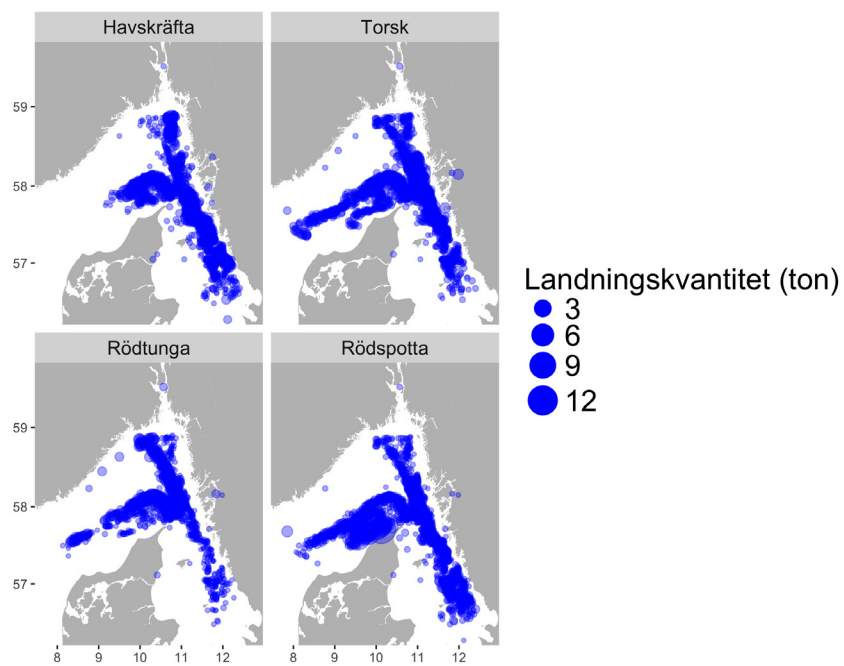 Havskräfta
Torsk
59
58
57
Landningskvantitet (ton)
3
6
9
12
Rödtunga
Rödspotta
59
58
57
8 9 10 11 12
8 9 10 11 12